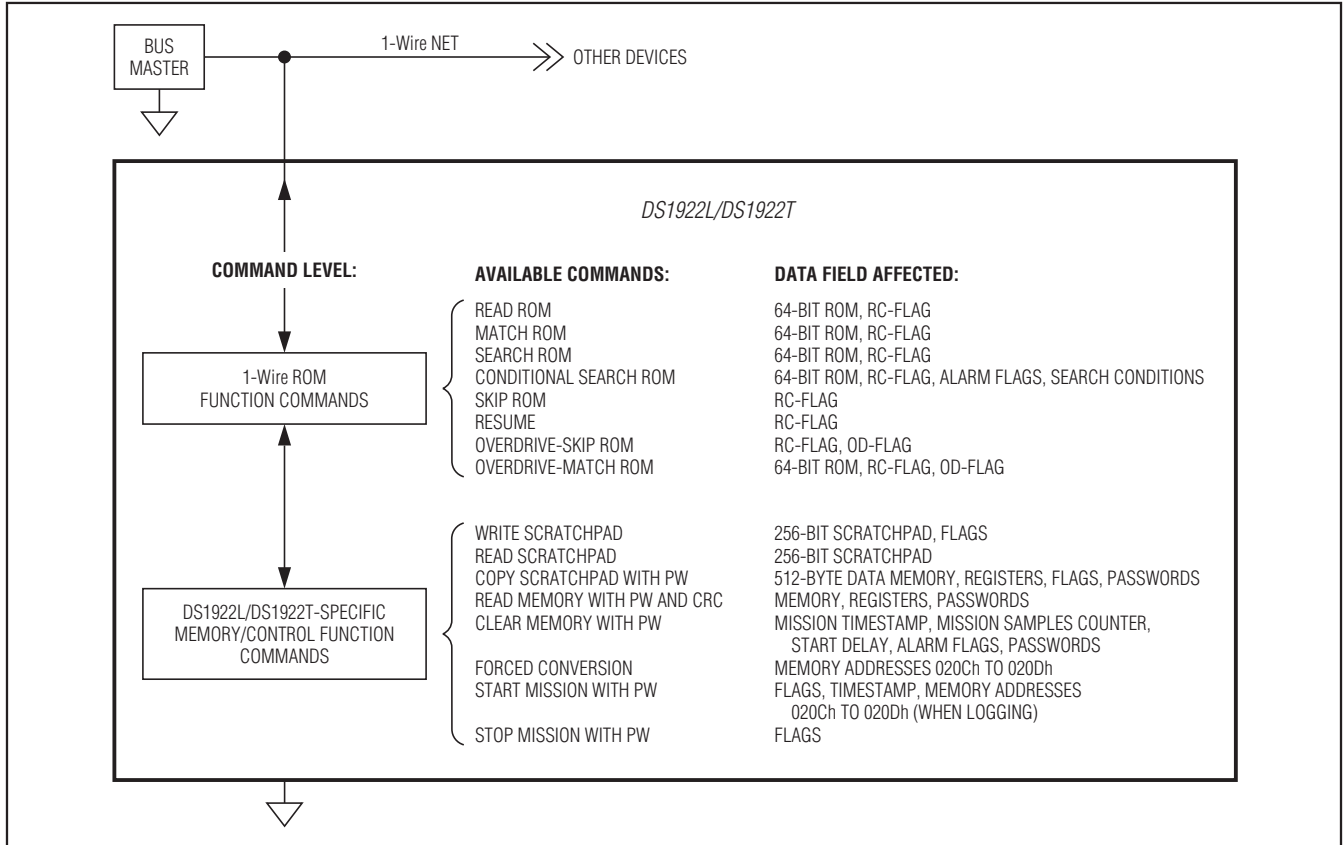 BUS
MASTER
1-Wire NET
OTHER DEVICES
DS1922L/DS1922T
COMMAND LEVEL:
AVAILABLE COMMANDS:
DATA FIELD AFFECTED:
1-Wire ROM
FUNCTION COMMANDS
READ ROM 64-BIT ROM, RC-FLAG
MATCH ROM 64-BIT ROM, RC-FLAG
SEARCH ROM 64-BIT ROM, RC-FLAG
CONDITIONAL SEARCH ROM 64-BIT ROM, RC-FLAG, ALARM FLAGS, SEARCH CONDITIONS
SKIP ROM RC-FLAG
RESUME RC-FLAG
OVERDRIVE-SKIP ROM RC-FLAG, OD-FLAG
OVERDRIVE-MATCH ROM 64-BIT ROM, RC-FLAG, OD-FLAG
DS1922L/DS1922T-SPECIFIC
MEMORY/CONTROL FUNCTION
COMMANDS
WRITE SCRATCHPAD 256-BIT SCRATCHPAD, FLAGS
READ SCRATCHPAD 256-BIT SCRATCHPAD
COPY SCRATCHPAD WITH PW 512-BYTE DATA MEMORY, REGISTERS, FLAGS, PASSWORDS
READ MEMORY WITH PW AND CRC MEMORY, REGISTERS, PASSWORDS
CLEAR MEMORY WITH PW MISSION TIMESTAMP, MISSION SAMPLES COUNTER,
START DELAY, ALARM FLAGS, PASSWORDS
FORCED CONVERSION MEMORY ADDRESSES 020Ch TO 020Dh
START MISSION WITH PW FLAGS, TIMESTAMP, MEMORY ADDRESSES
020Ch TO 020Dh (WHEN LOGGING)
STOP MISSION WITH PW FLAGS